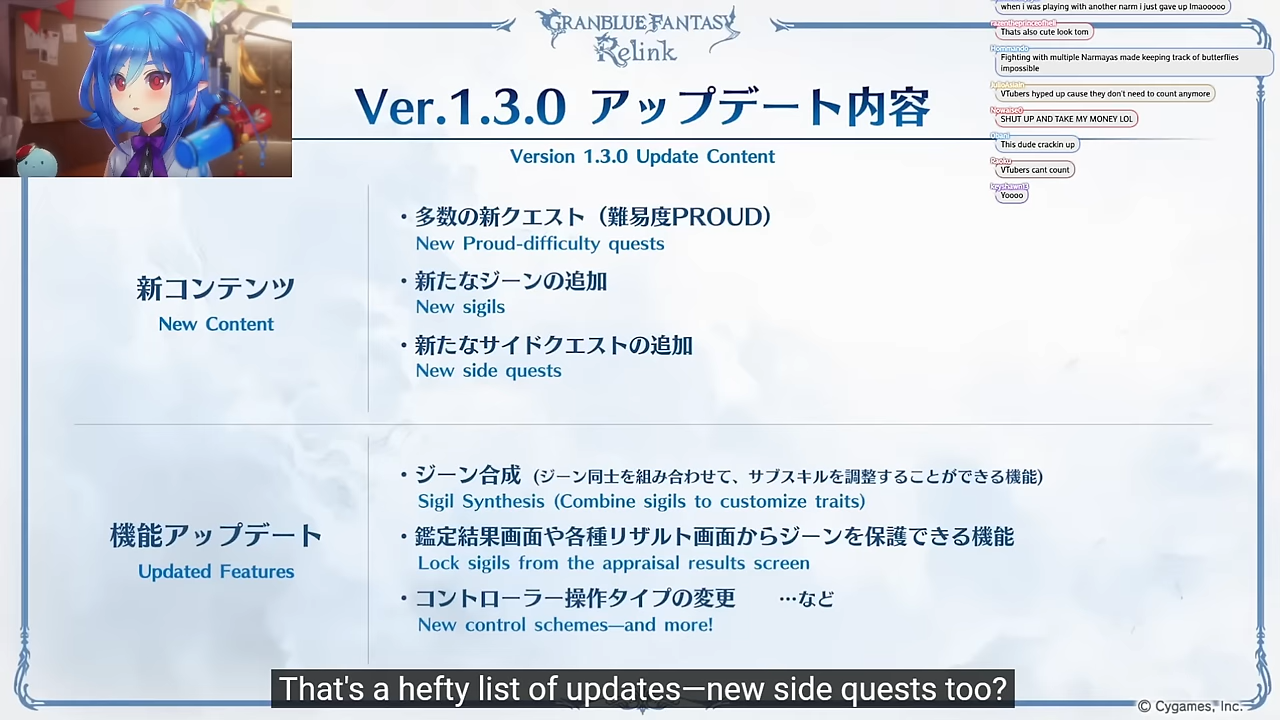 GRANBLUE FANTASY
Relink
Ver.1.3.0 アップデート内容
Version 1.3.0 Update Content
when i was playing with another narm i just gave up lmaooooo
Thats also cute look tom
Hommando
Fighting with multiple Narmayas made keeping track of butterflies
impossible
VTubers hyped up cause they don't need to count anymore
SHUT UP AND TAKE MY MONEY LOL
This dude crackin up
VTubers cant count
Yoooo
新コンテンツ
New Content
・多数の新クエスト（難易度PROUD）
New Proud-difficulty quests
・新たなジーンの追加
New sigils
・新たなサイドクエストの追加
New side quests
機能アップデート
Updated Features
・ジーン合成（ジーン同士を組み合わせて、サブスキルを調整することができる機能）
Sigil Synthesis (Combine sigils to customize traits)
・鑑定結果画面や各種リザルト画面からジーンを保護できる機能
Lock sigils from the appraisal results screen
・コントローラー操作タイプの変更 …など
New control schemes—and more!
That's a hefty list of updates—new side quests too?
© Cygames, Inc.